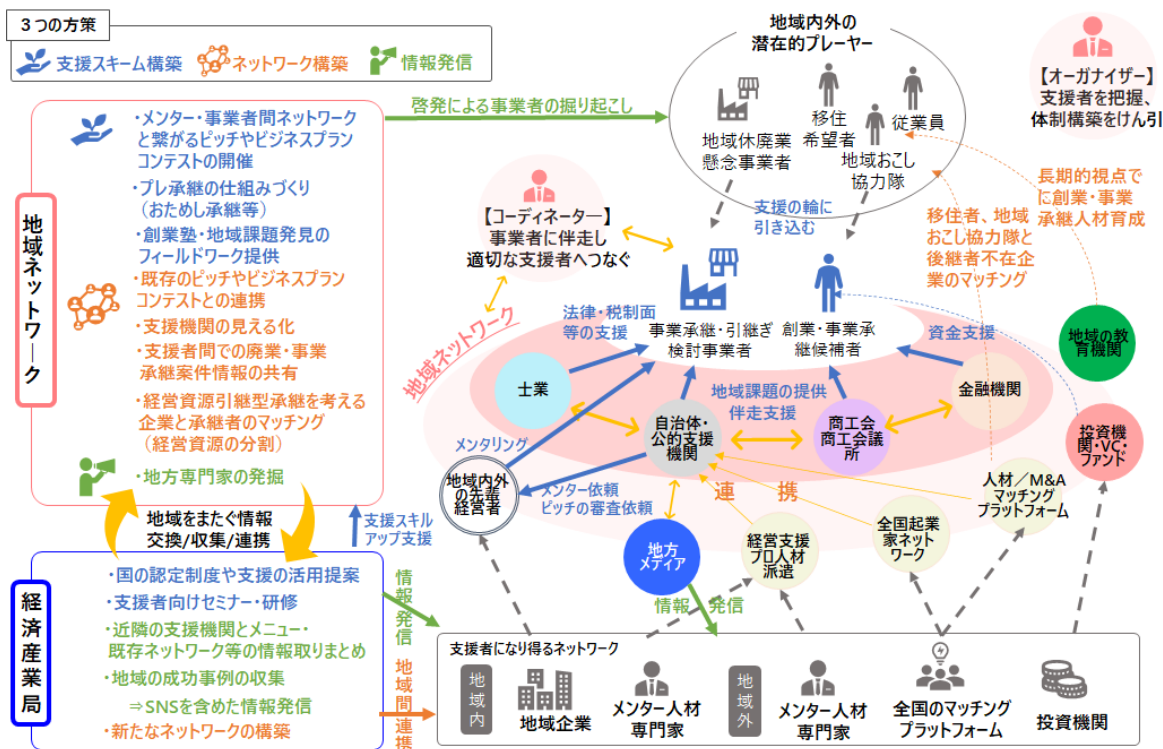 ３つの方策
支援スキーム構築
ネットワーク構築
情報発信
地域ネットワーク
・メンター・事業者間ネットワーク
と繋がるピッチやビジネスプラン
コンテストの開催
・プレ承継の仕組みづくり
（おためし承継等）
・創業塾・地域課題発見の
フィールドワーク提供
・既存のピッチやビジネスプラン
コンテストとの連携
・支援機関の見える化
・支援者間での廃業・事業
承継案件情報の共有
・経営資源引継型承継を考える
企業と承継者のマッチング
（経営資源の分割）
・地方専門家の発掘
地域をまたぐ情報
交換/収集/連携
支援スキル
アップ支援
経済産業局
・国の認定制度や支援の活用提案
・支援者向けセミナー・研修
・近隣の支援機関とメニュー・
既存ネットワーク等の情報取りまとめ
・地域の成功事例の収集
⇒SNSを含めた情報発信
・新たなネットワークの構築
情報発信
地域間連携
啓発による事業者の掘り起こし
地域内外の
潜在的プレーヤー
地域休廃業
懸念事業者
移住
希望者
従業員
地域おこし
協力隊
【オーガナイザー】
支援者を把握、
体制構築をけん引
【コーディネーター】
事業者に伴走し
適切な支援者へつなぐ
支援の輪に
引き込む
移住者、地域
おこし協力隊と
後継者不在企
業のマッチング
長期的視点で
に創業・事業
承継人材育成
地域ネットワーク
法律・税制面
等の支援
事業承継・引継ぎ
検討事業者
創業・事業承
継候補者
資金支援
地域の教
育機関
士業
地域課題の提供
伴走支援
金融機関
自治体・
公的支援
機関
商工会
商工会議
所
投資機
関・VC・
ファンド
メンタリング
地域内外
の先輩
経営者
メンター依頼
ピッチの審査依頼
連携
人材／M&A
マッチング
プラットフォーム
地方
メディア
経営支援
プロ人材
派遣
全国起業
家ネット
ワーク
情報発信
支援者になり得るネットワーク
地域内
地域企業
メンター人材
専門家
地域外
メンター人材
専門家
全国のマッチング
プラットフォーム
投資機関